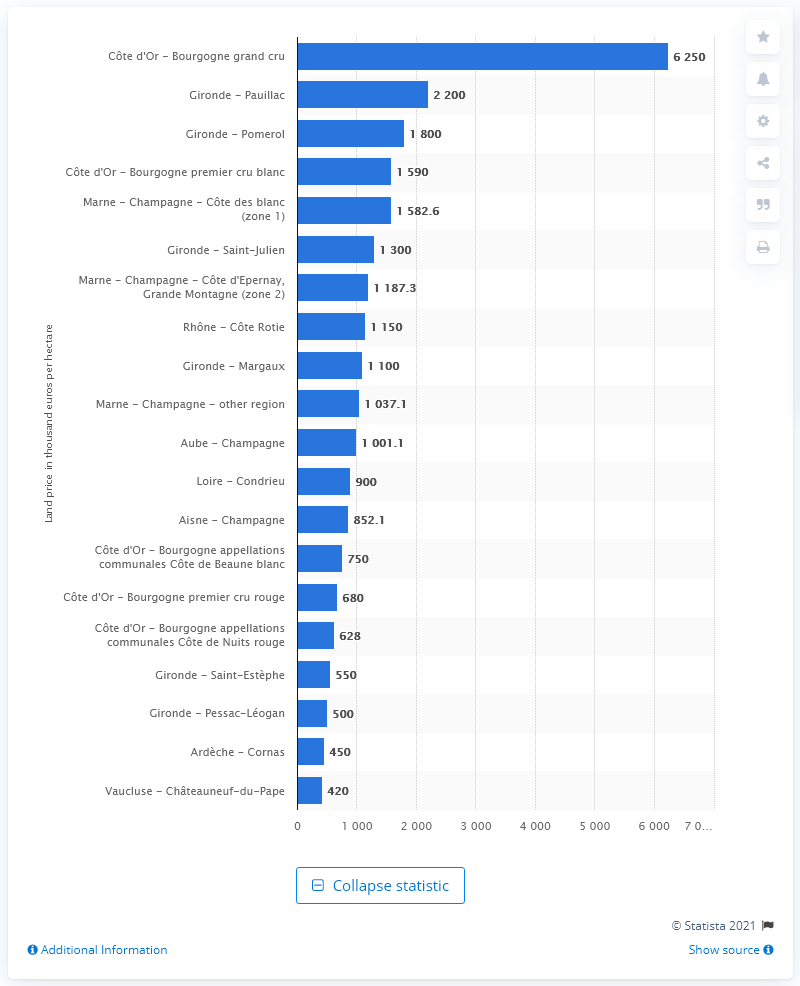 Côte d'Or – Bourgogne grand cru
6 250
Gironde – Pauillac
2 200
Gironde – Pomerol
1 800
Côte d'Or – Bourgogne premier cru blanc
1 590
Marne – Champagne – Côte des blanc
(zone 1)
1 582.6
Gironde – Saint-Julien
1 300
Marne – Champagne – Côte d'Epernay,
Grande Montagne (zone 2)
1 187.3
Rhône – Côte Rotie
1 150
Gironde – Margaux
1 100
Marne – Champagne – other region
1 037.1
Aube – Champagne
1 001.1
Loire – Condrieu
900
Aisne – Champagne
852.1
Côte d'Or – Bourgogne appellations
communales Côte de Beaune blanc
750
Côte d'Or – Bourgogne premier cru rouge
680
Côte d'Or – Bourgogne appellations
communales Côte de Nuits rouge
628
Gironde – Saint-Estèphe
550
Gironde – Pessac-Léogan
500
Ardèche – Cornas
450
Vaucluse – Châteauneuf-du-Pape
420
Land price in thousand euros per hectare
0 1 000 2 000 3 000 4 000 5 000 6 000 7 0…
Collapse statistic
© Statista 2021
Additional Information
Show source